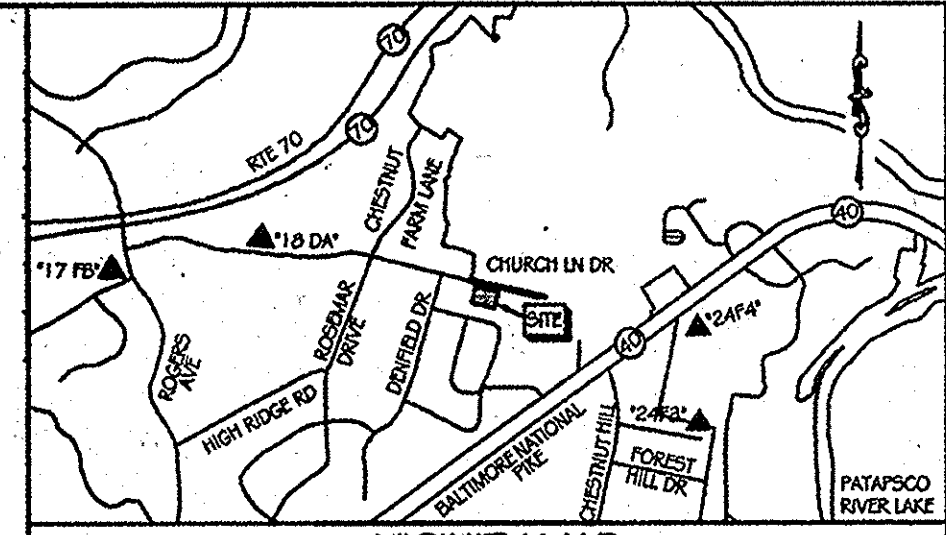 70
70
RTE 70
CHESTNUT
FARM LANE
"18 DA"
"17 FB"
CHURCH LN DR
SITE
40
40
"24F4"
ROSEMAR
DRIVE
DENFIELD DR
ROGERS
AVE
HIGH RIDGE RD
BALTIMORE NATIONAL
PIKE
CHESTNUT HILL
"24F3"
FOREST
HILL DR
PATAPSCO
RIVER LAKE